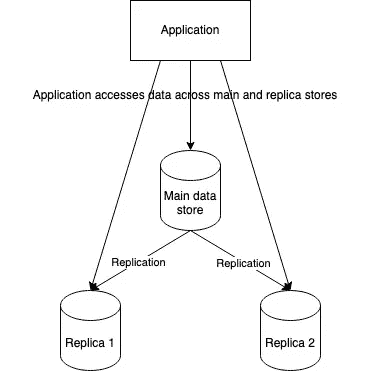 Application
Application accesses data across main and replica stores
Main data
store
Replication
Replication
Replica 1
Replica 2